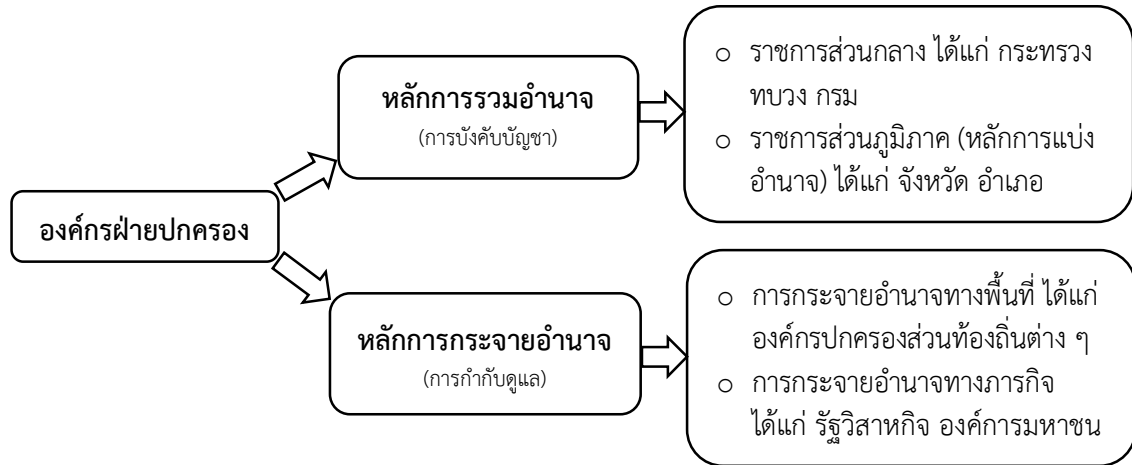 องค์กรฝ่ายปกครอง
หลักการรวมอำนาจ
(การบังคับบัญชา)
o ราชการส่วนกลาง ได้แก่ กระทรวง
ทบวง กรม
o ราชการส่วนภูมิภาค (หลักการแบ่ง
อำนาจ) ได้แก่ จังหวัด อำเภอ
หลักการกระจายอำนาจ
(การกำกับดูแล)
o การกระจายอำนาจทางพื้นที่ ได้แก่
องค์กรปกครองส่วนท้องถิ่นต่าง ๆ
o การกระจายอำนาจทางภารกิจ
ได้แก่ รัฐวิสาหกิจ องค์การมหาชน